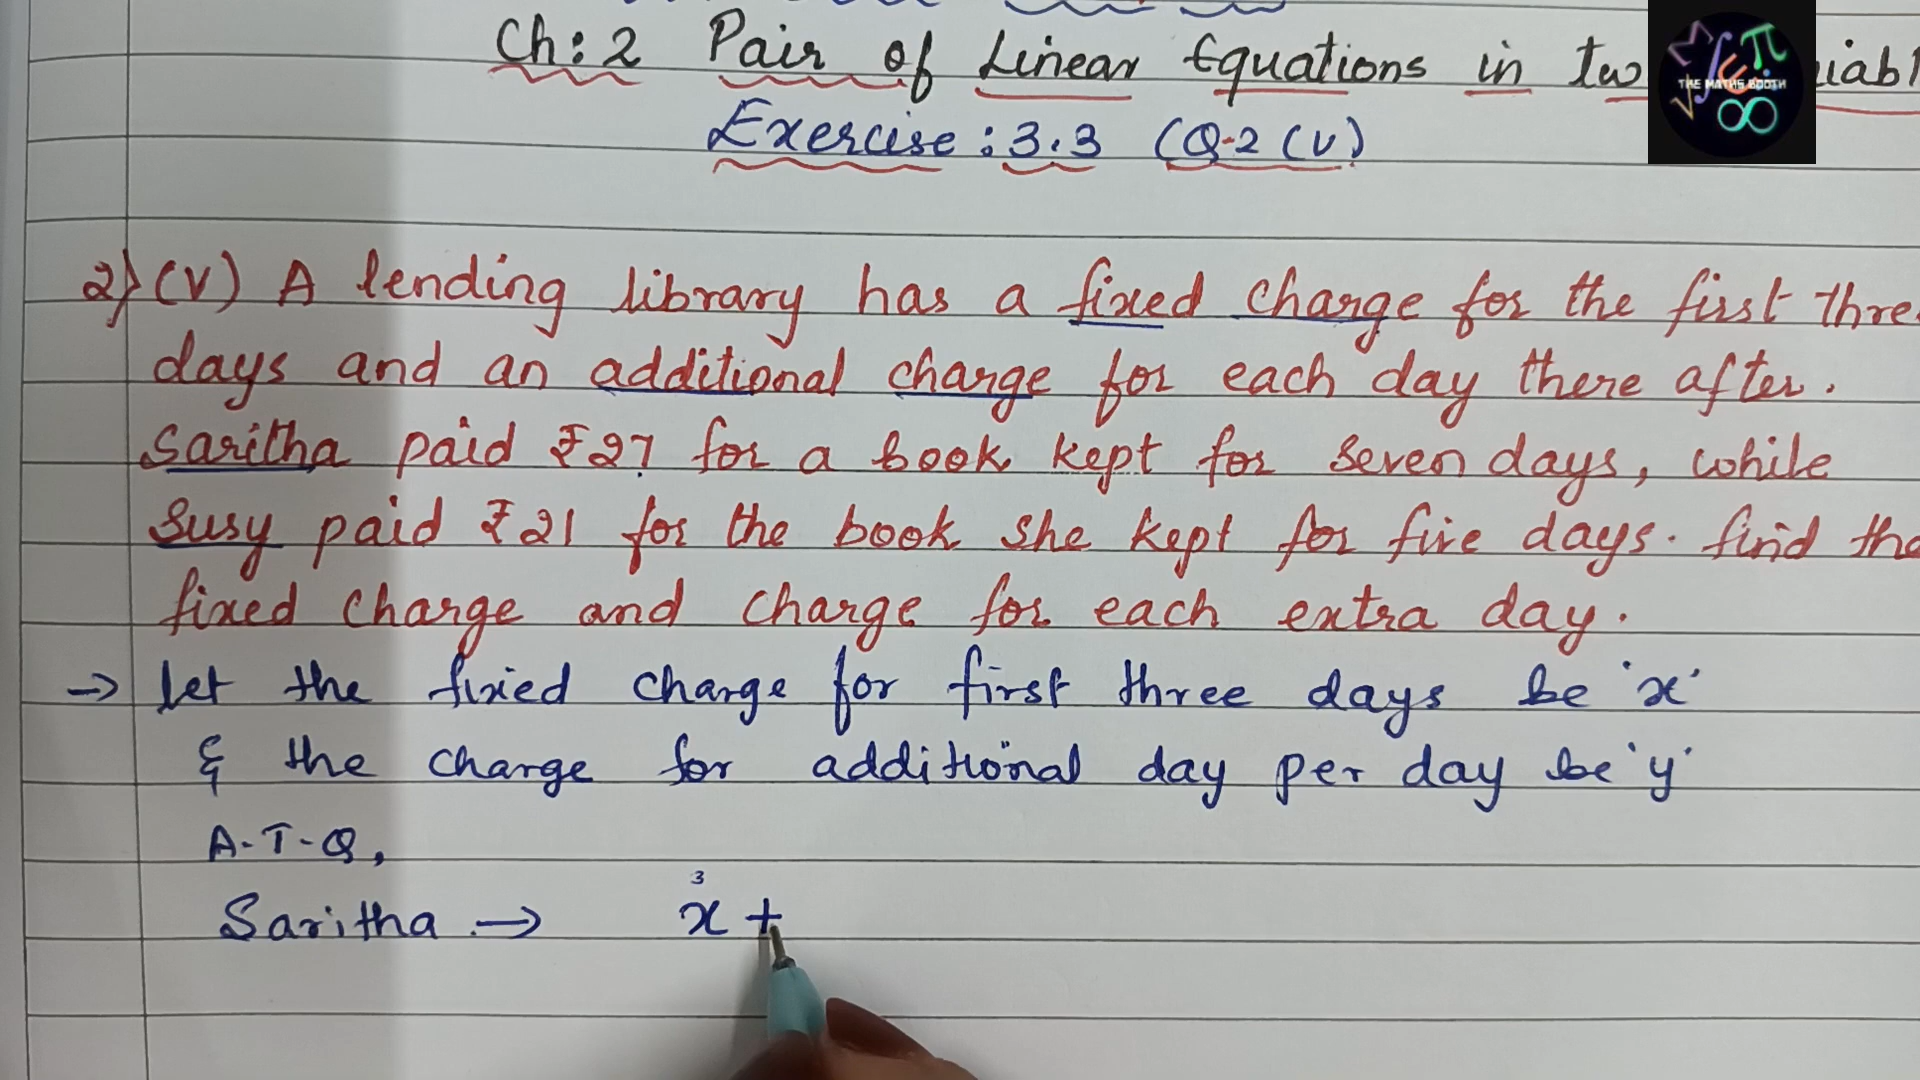 Ch:2 Pair of Linear Equations in
THE MATHS BOOTH
Exercise : 3.3 (Q-2 (V)
2) (V) A lending library has a fixed charge for the first
days and an additional charge for each day there after.
Saritha paid ₹27 for a book kept for seven days, while
Susy paid ₹21 for the book she kept for five days. find
fixed charge and charge for each extra day.
→ let the fixed charge for first three days be 'x'
& the charge for additional day per day be 'y'
A-T-Q,
3
Saritha → x +